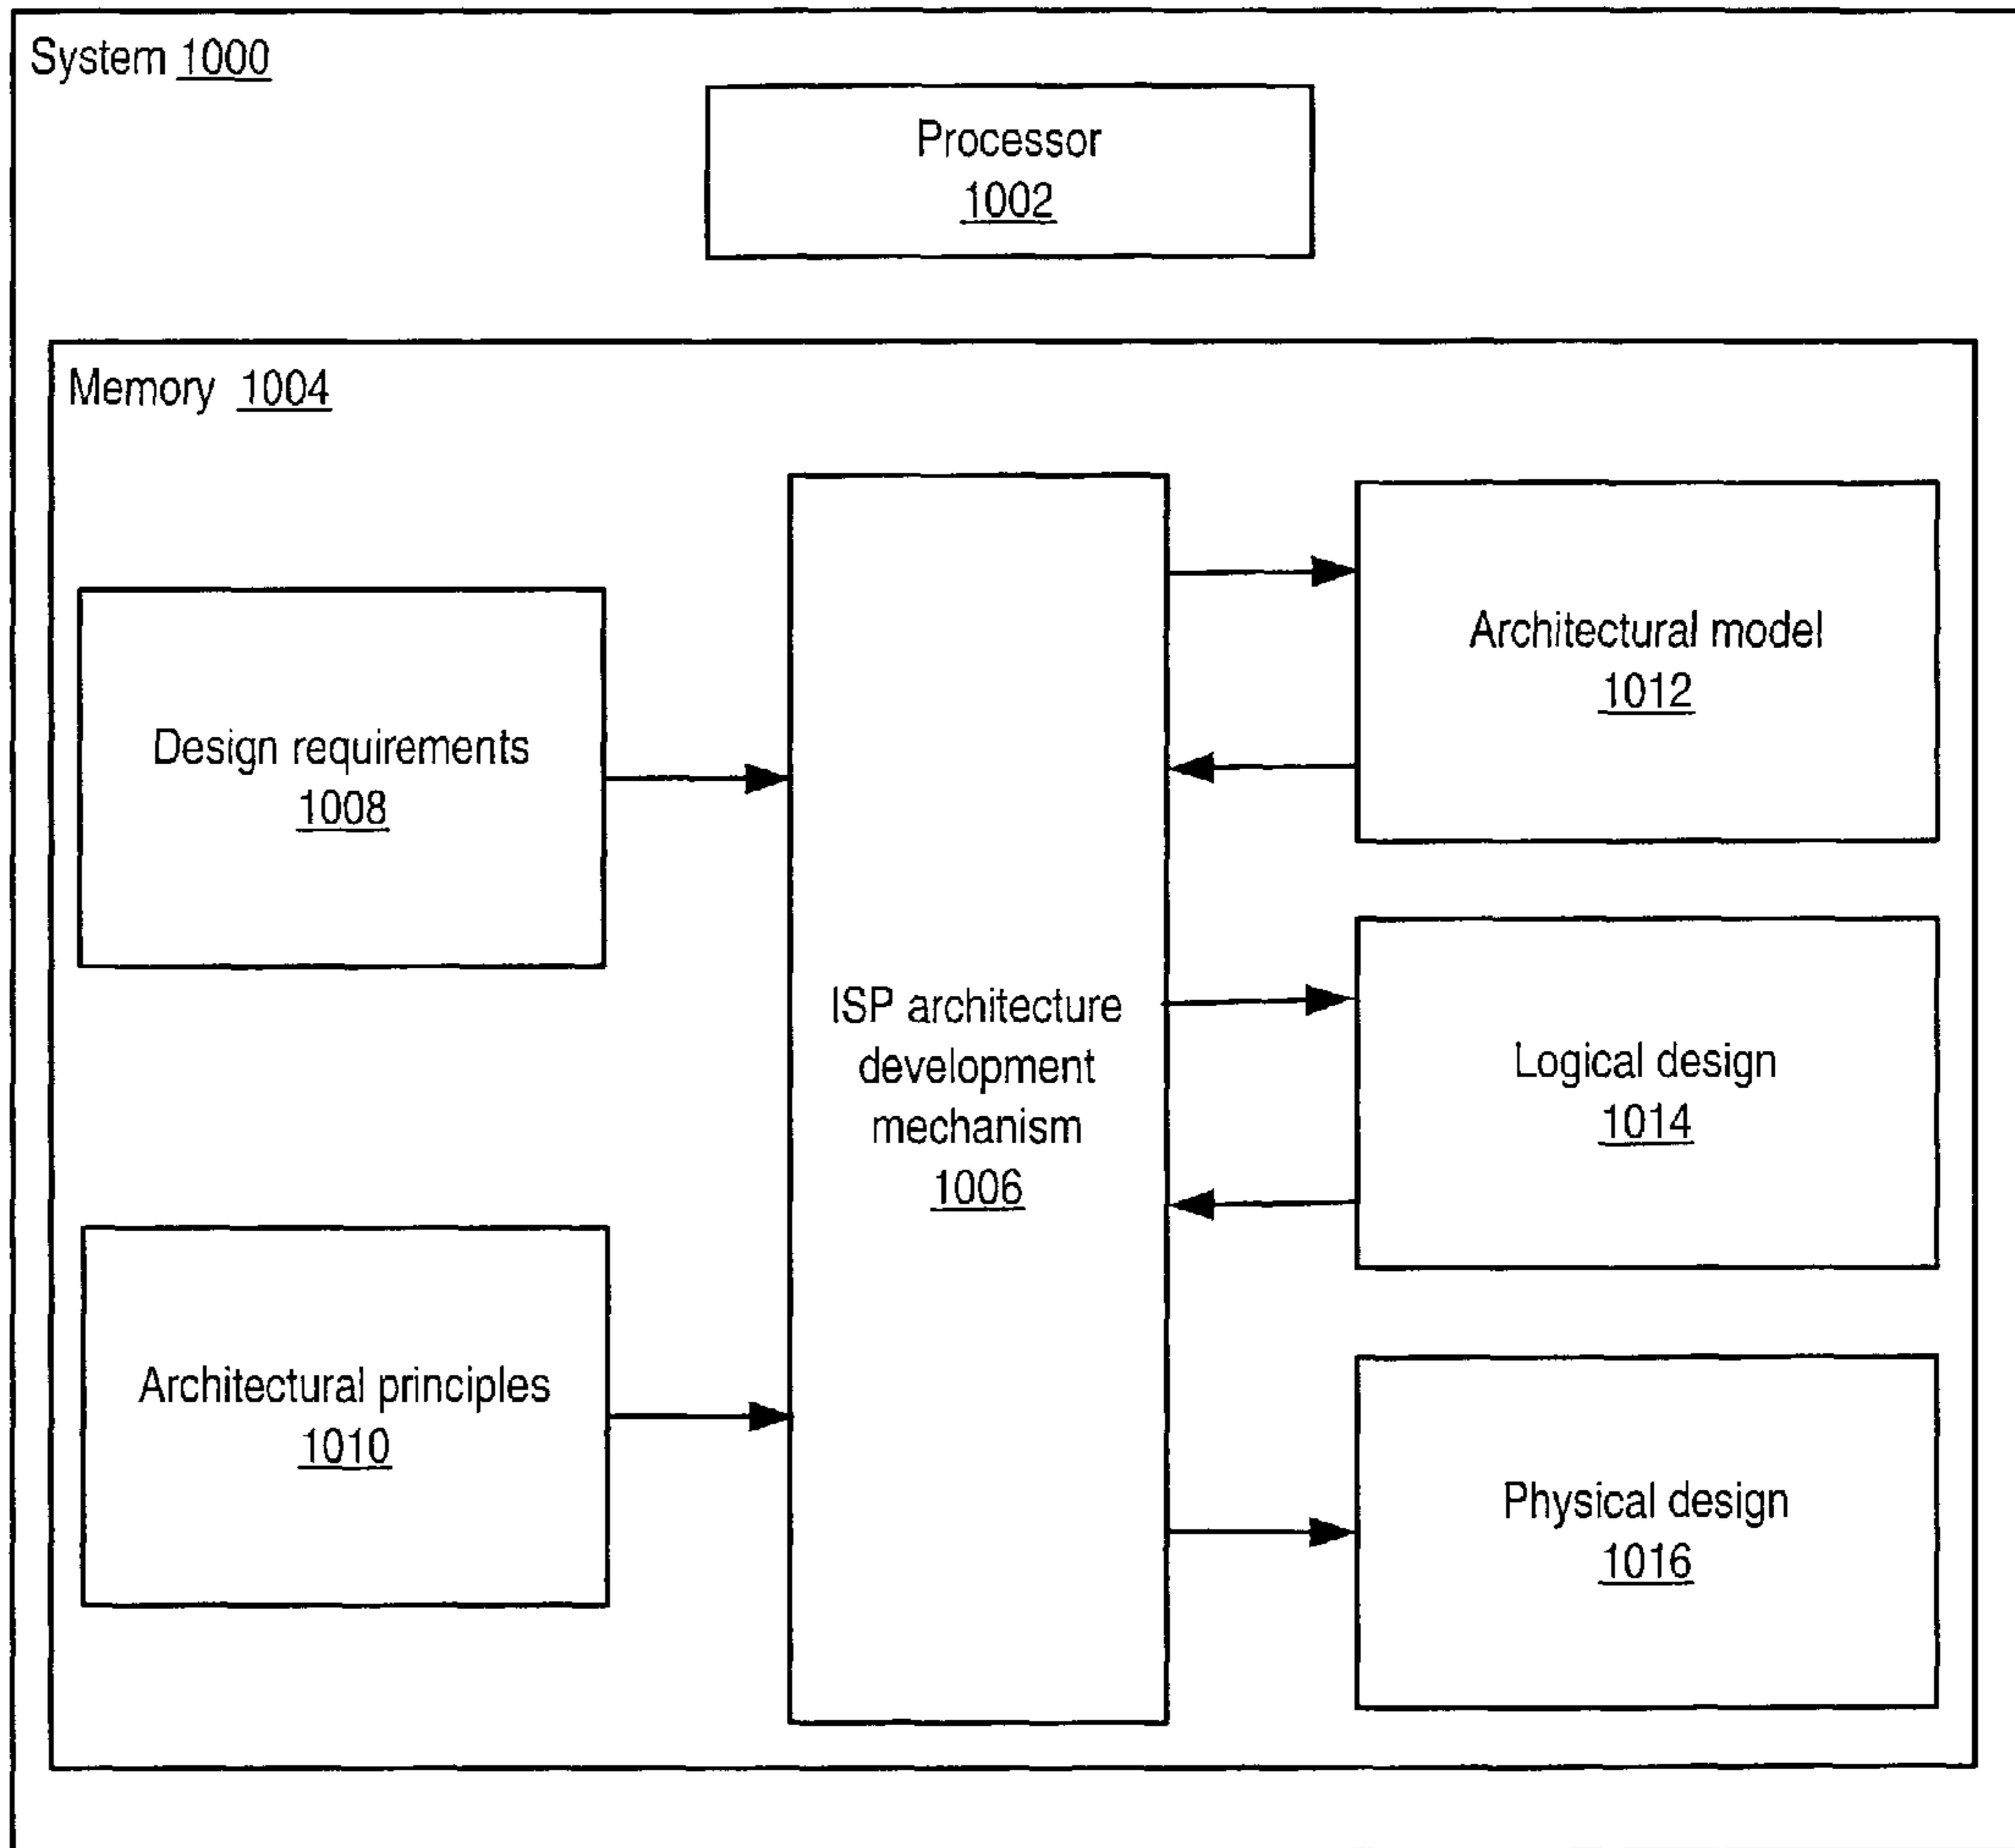 System 1000
Processor
1002
Memory 1004
Design requirements
1008
Architectural principles
1010
ISP architecture
development
mechanism
1006
Architectural model
1012
Logical design
1014
Physical design
1016